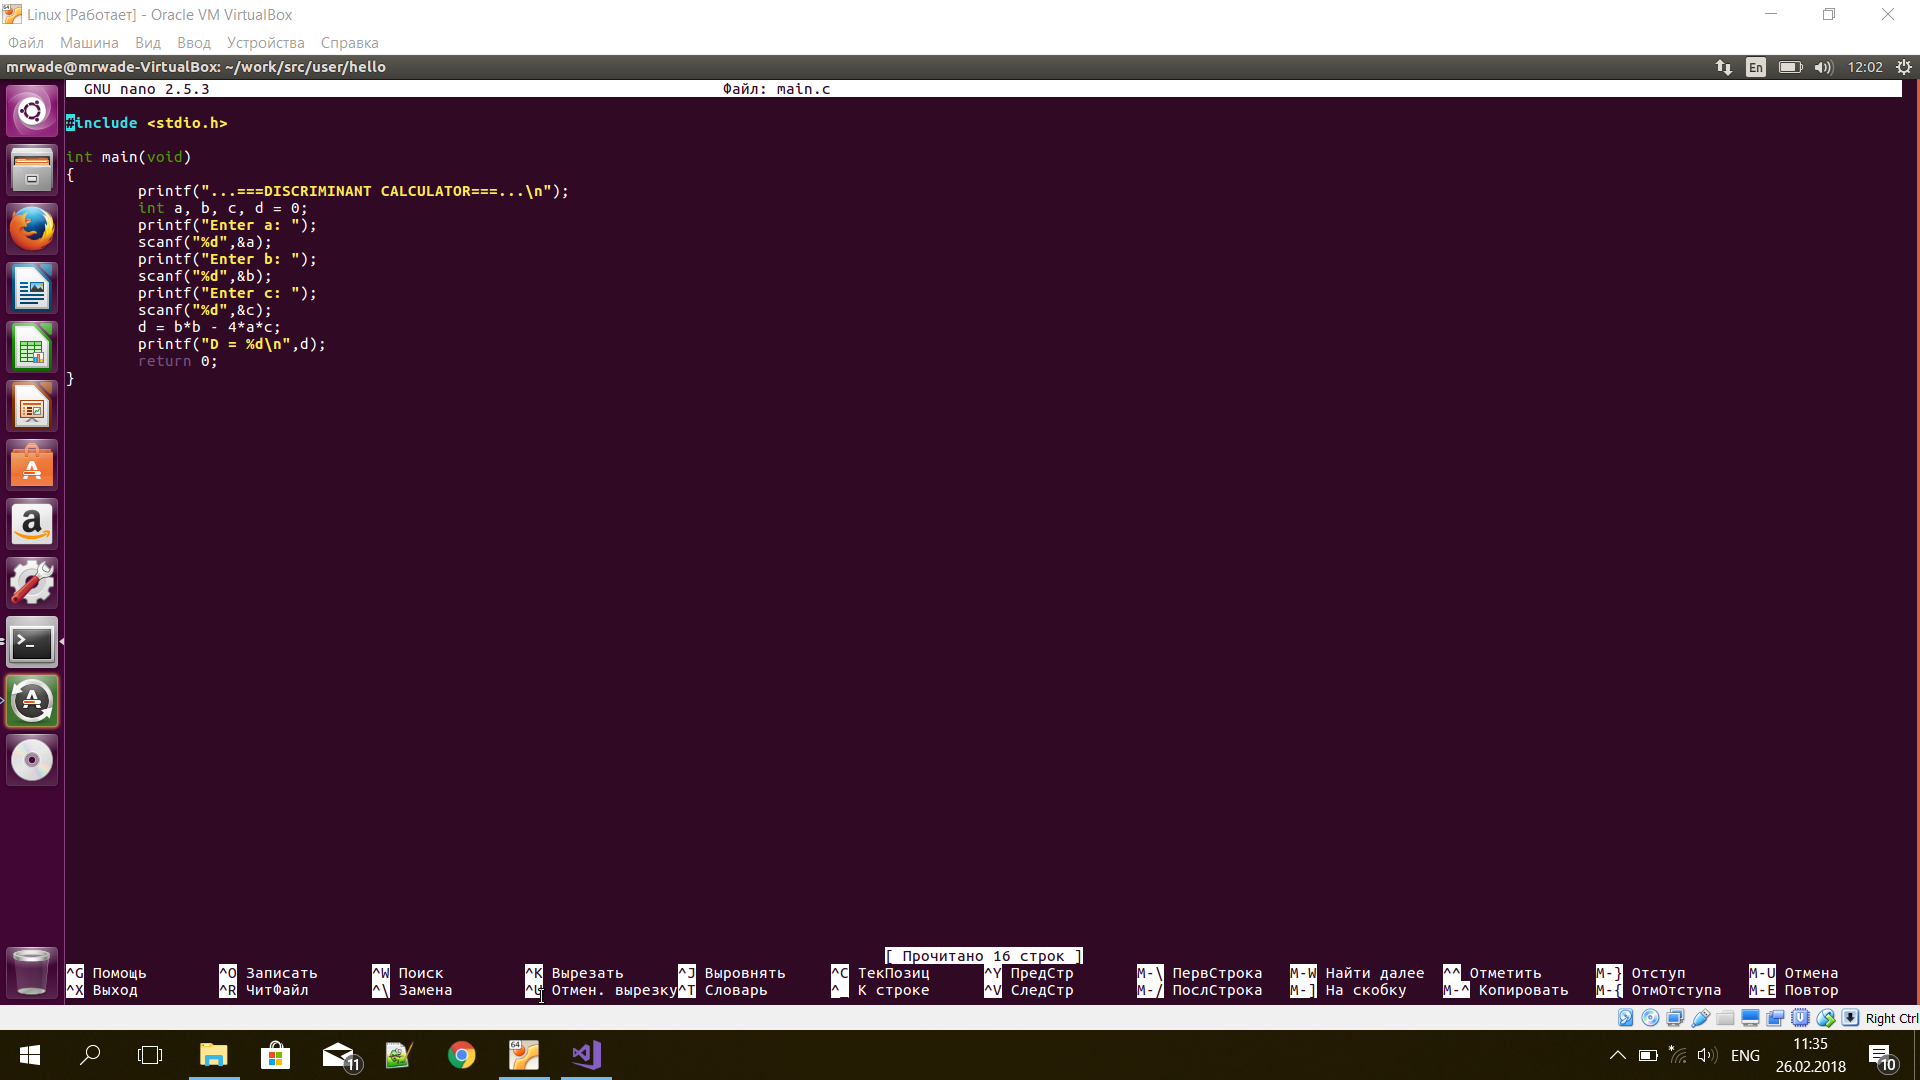 Linux [Работает] - Oracle VM VirtualBox
Файл Машина Вид Ввод Устройства Справка
mrwade@mrwade-VirtualBox: ~/work/src/user/hello En 12:02
GNU nano 2.5.3 Файл: main.c
#include <stdio.h>
int main(void)
{
printf("...===DISCRIMINANT CALCULATOR===...\n");
int a, b, c, d = 0;
printf("Enter a: ");
scanf("%d",&a);
printf("Enter b: ");
scanf("%d",&b);
printf("Enter c: ");
scanf("%d",&c);
d = b*b - 4*a*c;
printf("D = %d\n",d);
return 0;
}
[ Прочитано 16 строк ]
^G Помощь ^O Записать ^W Поиск ^K Вырезать ^J Выровнять ^C ТекПозиц ^Y ПредСтр M-\ ПервСтрока M-W Найти далее ^^ Отметить M-} Отступ M-U Отмена
^X Выход ^R ЧитФайл ^\ Замена ^U Отмен. вырезку ^T Словарь ^_ К строке ^V СледСтр M-/ ПослСтрока M-] На скобку M-^ Копировать M-{ ОтмОтступа M-E Повтор
Right Ctrl
11 64 ENG 11:35
26.02.2018 10